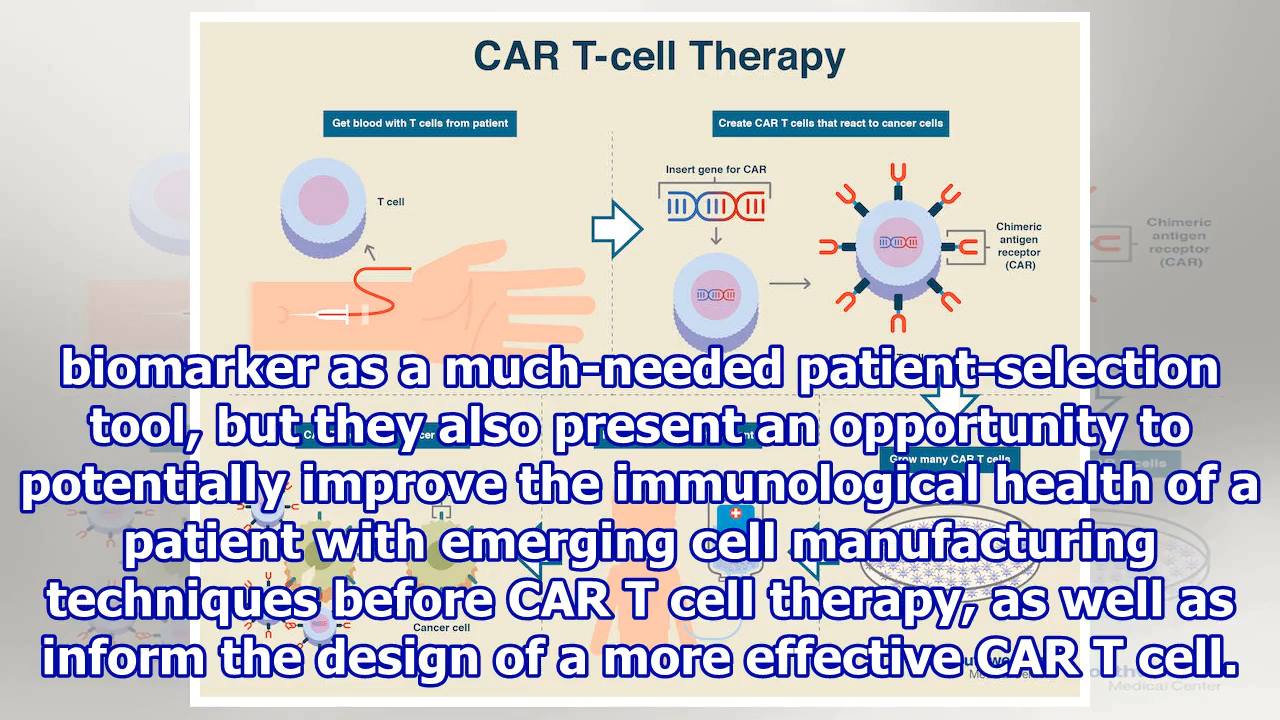 CAR T-cell Therapy
Get blood with T cells from patient
Create CAR T cells that react to cancer cells
Insert gene for CAR
T cell
Chimeric
antigen
receptor
(CAR)
Chimeric
antigen
receptor
(CAR)
biomarker as a much-needed patient-selection
tool, but they also present an opportunity to
potentially improve the immunological health of a
patient with emerging cell manufacturing
techniques before CAR T cell therapy, as well as
inform the design of a more effective CAR T cell.
Grow many CAR T cells
cells
Cancer cell
Medical Center